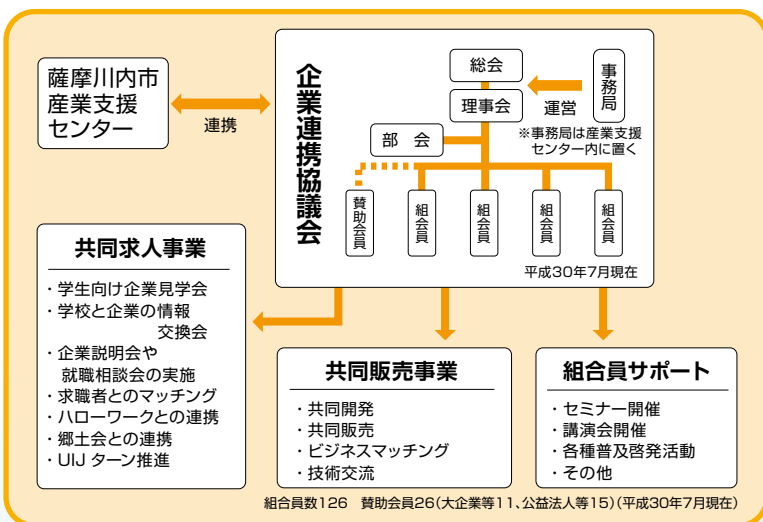 薩摩川内市
産業支援
センター
連携
企業連携協議会
総会
理事会
事務局
運営
※事務局は産業支援
センター内に置く
部 会
賛助会員
組会員
組会員
組会員
組会員
平成30年7月現在
共同求人事業
・学生向け企業見学会
・学校と企業の情報
交換会
・企業説明会や
就職相談会の実施
・求職者とのマッチング
・ハローワークとの連携
・郷土会との連携
・UIJ ターン推進
共同販売事業
・共同開発
・共同販売
・ビジネスマッチング
・技術交流
組合員サポート
・セミナー開催
・講演会開催
・各種普及啓発活動
・その他
組合員数126 賛助会員26(大企業等11、公益法人等15)(平成30年7月現在)